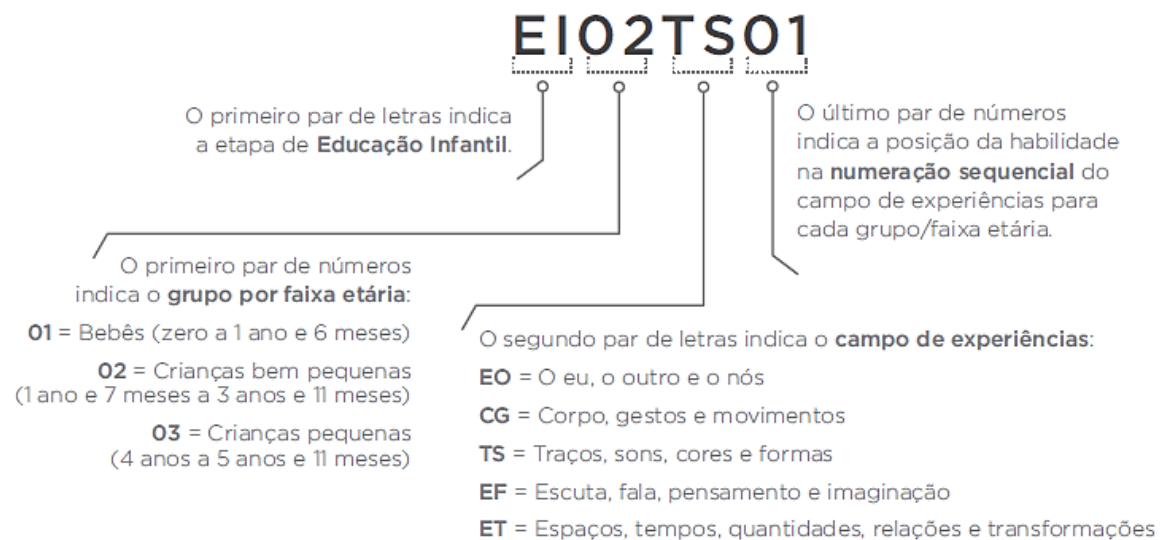 EI02TS01
O primeiro par de letras indica
a etapa de Educação Infantil.
O último par de números
indica a posição da habilidade
na numeração sequencial do
campo de experiências para
cada grupo/faixa etária.
O primeiro par de números
indica o grupo por faixa etária:
01 = Bebês (zero a 1 ano e 6 meses)
02 = Crianças bem pequenas
(1 ano e 7 meses a 3 anos e 11 meses)
03 = Crianças pequenas
(4 anos a 5 anos e 11 meses)
O segundo par de letras indica o campo de experiências:
EO = O eu, o outro e o nós
CG = Corpo, gestos e movimentos
TS = Traços, sons, cores e formas
EF = Escuta, fala, pensamento e imaginação
ET = Espaços, tempos, quantidades, relações e transformações